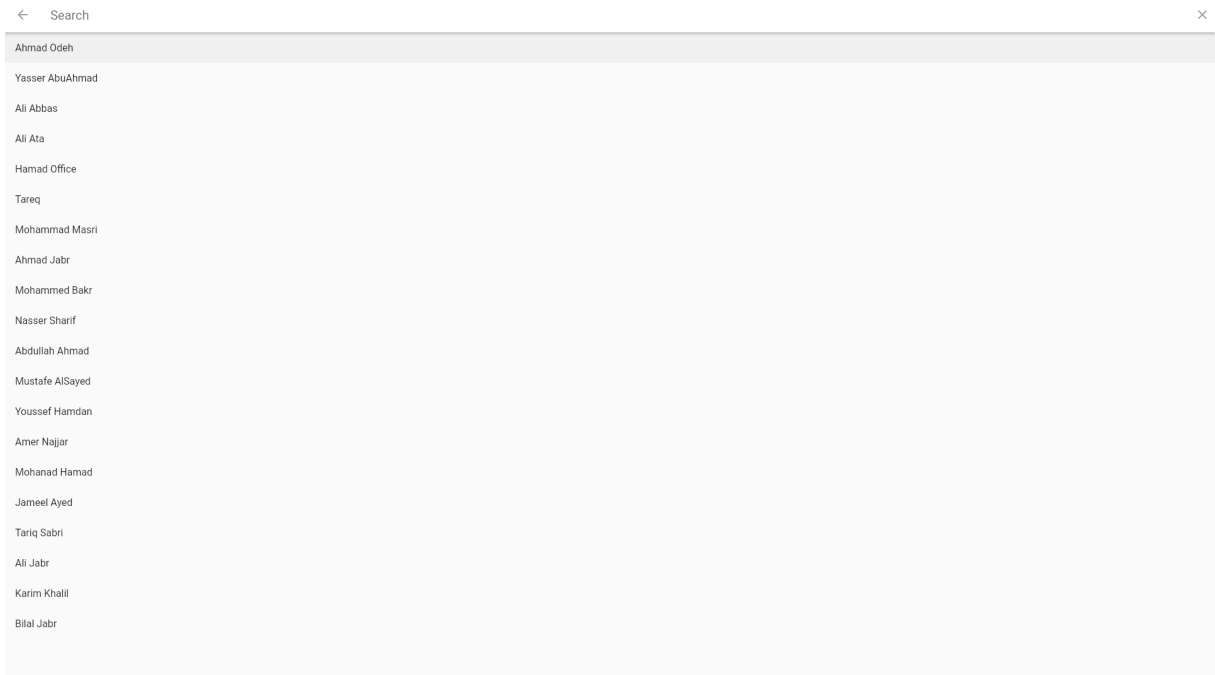 Search
Ahmad Odeh
Yasser AbuAhmad
Ali Abbas
Ali Ata
Hamad Office
Tareq
Mohammad Masri
Ahmad Jabr
Mohammed Bakr
Nasser Sharif
Abdullah Ahmad
Mustafe AlSayed
Youssef Hamdan
Amer Najjar
Mohanad Hamad
Jameel Ayed
Tariq Sabri
Ali Jabr
Karim Khalil
Bilal Jabr